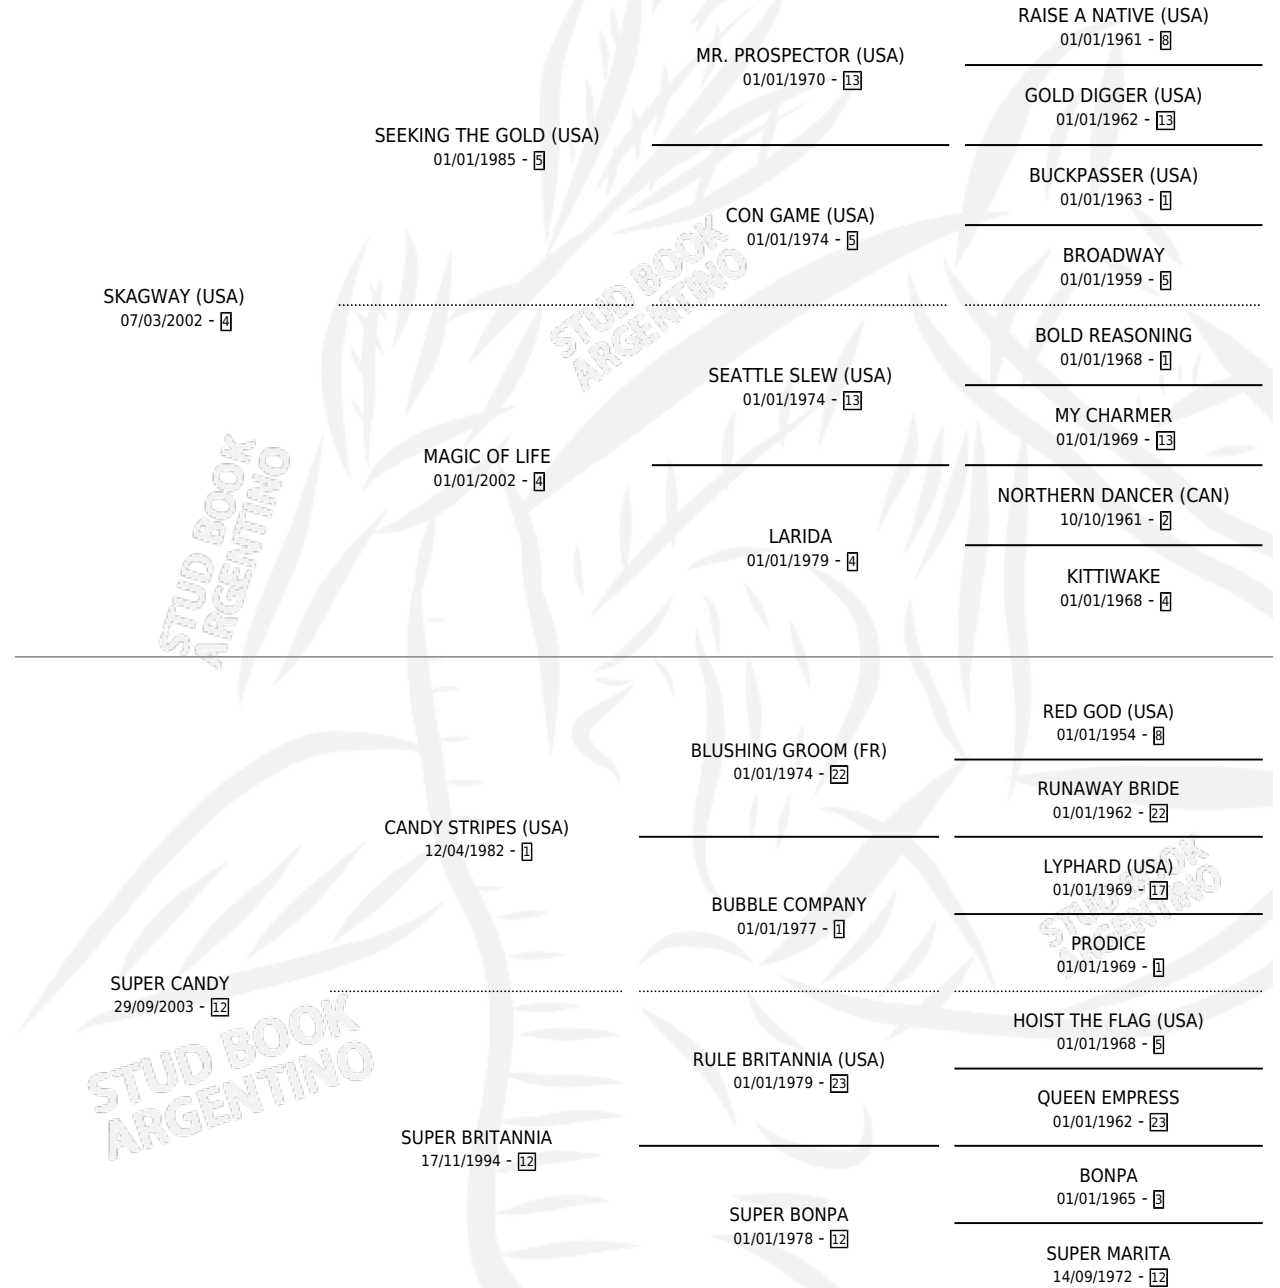 RAISE A NATIVE (USA)
01/01/1961 - 8
MR. PROSPECTOR (USA)
01/01/1970 - 13
GOLD DIGGER (USA)
01/01/1962 - 13
SEEKING THE GOLD (USA)
01/01/1985 - 5
BUCKPASSER (USA)
01/01/1963 - 1
CON GAME (USA)
01/01/1974 - 5
BROADWAY
01/01/1959 - 5
SKAGWAY (USA)
07/03/2002 - 4
STUD BOOK
ARGENTINO
BOLD REASONING
01/01/1968 - 1
SEATTLE SLEW (USA)
01/01/1974 - 13
MY CHARMER
01/01/1969 - 13
MAGIC OF LIFE
01/01/2002 - 4
NORTHERN DANCER (CAN)
10/10/1961 - 2
LARIDA
01/01/1979 - 4
KITTIWAKE
01/01/1968 - 4
STUD BOOK
ARGENTINO
RED GOD (USA)
01/01/1954 - 8
BLUSHING GROOM (FR)
01/01/1974 - 22
RUNAWAY BRIDE
01/01/1962 - 22
CANDY STRIPES (USA)
12/04/1982 - 1
LYPHARD (USA)
01/01/1969 - 17
BUBBLE COMPANY
01/01/1977 - 1
STUD BOOK
ARGENTINO
PRODICE
01/01/1969 - 1
SUPER CANDY
29/09/2003 - 12
STUD BOOK
ARGENTINO
HOIST THE FLAG (USA)
01/01/1968 - 5
RULE BRITANNIA (USA)
01/01/1979 - 23
QUEEN EMPRESS
01/01/1962 - 23
SUPER BRITANNIA
17/11/1994 - 12
BONPA
01/01/1965 - 3
SUPER BONPA
01/01/1978 - 12
SUPER MARITA
14/09/1972 - 12